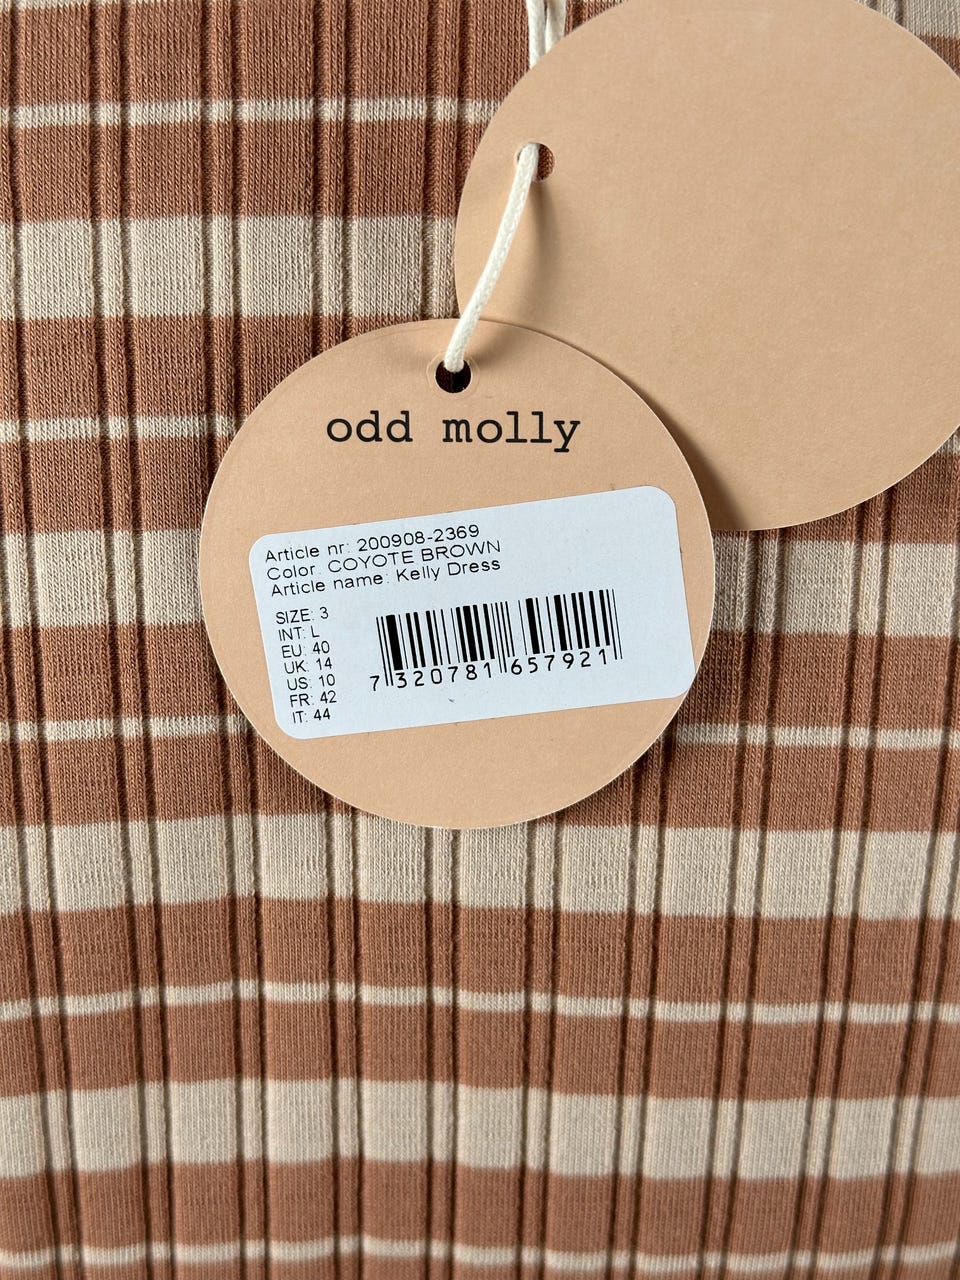 odd molly
Article nr: 200908-2369
Color: COYOTE BROWN
Article name: Kelly Dress
SIZE: 3
INT: L
EU: 40
UK: 14
US: 10
FR: 42
IT: 44
7 320781 657921